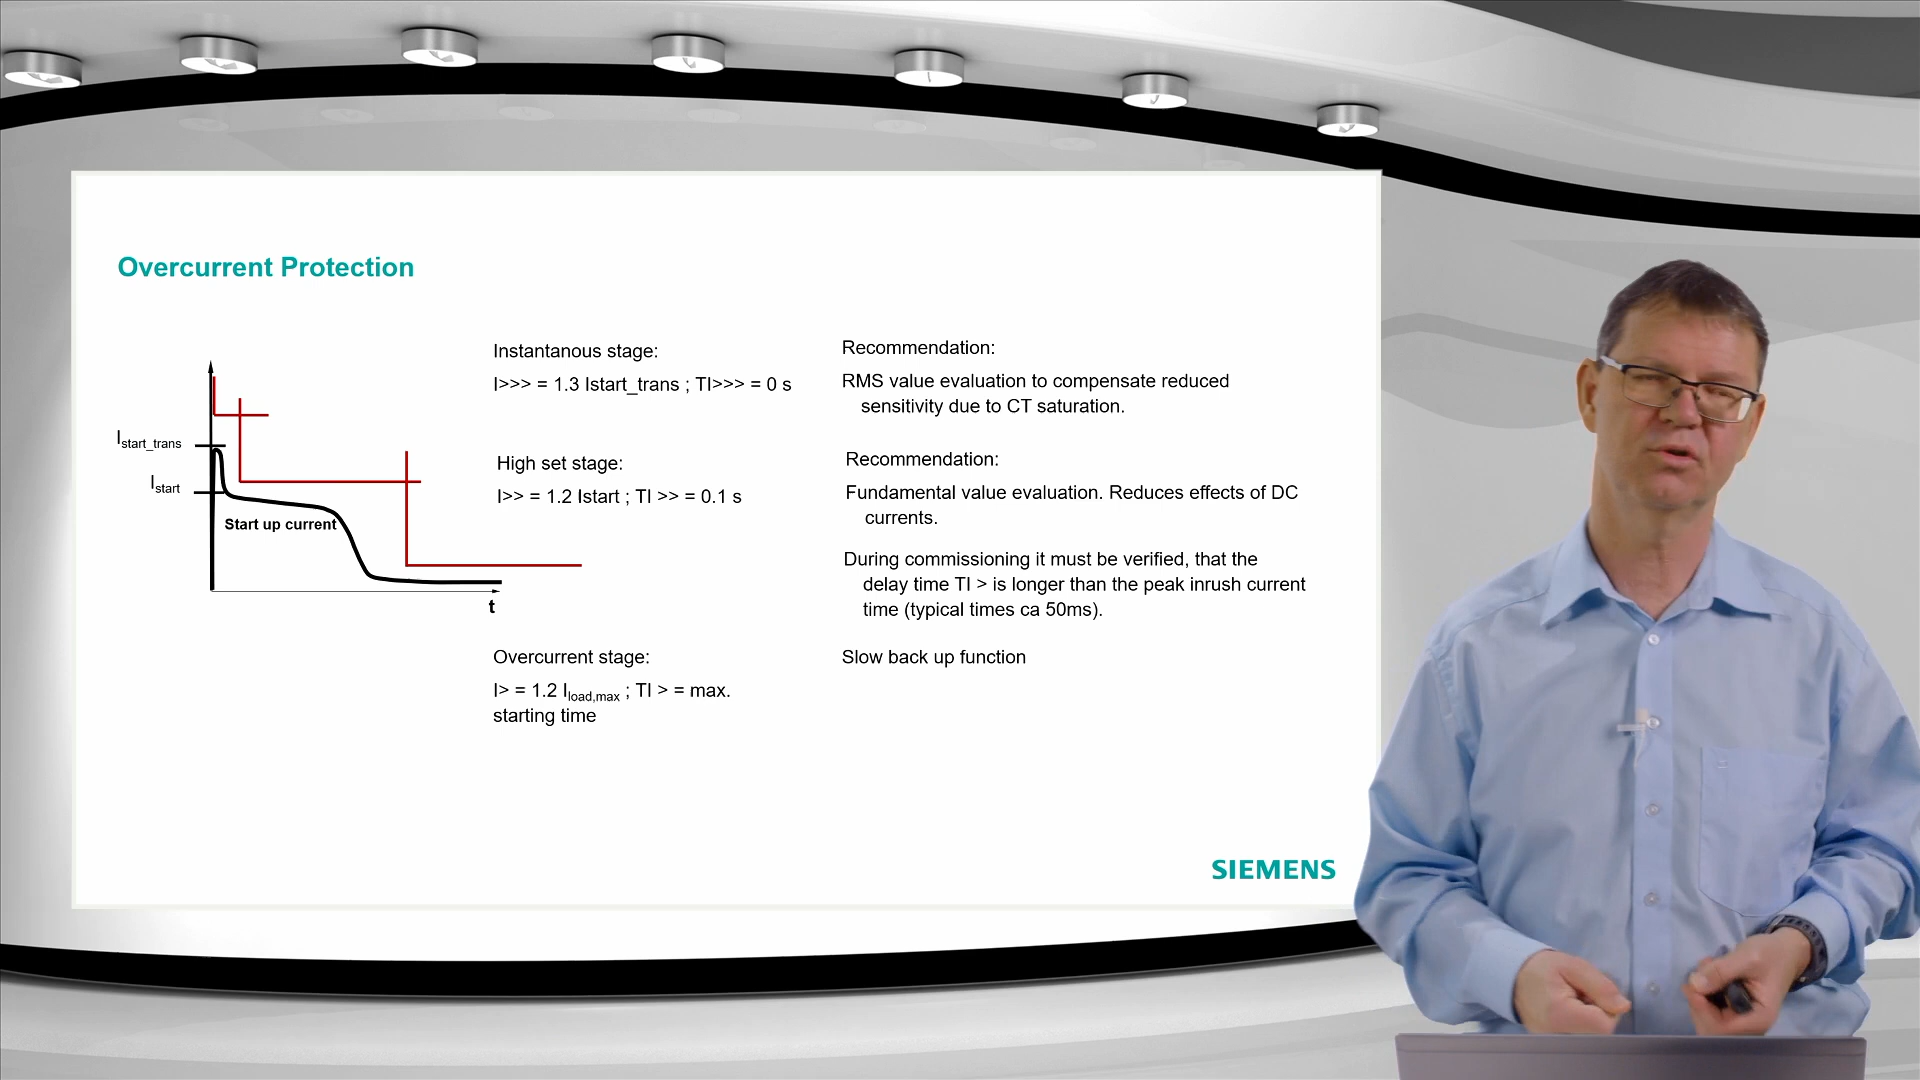 Overcurrent Protection
Instantanous stage:
I>>> = 1.3 Istart_trans ; TI>>> = 0 s
Recommendation:
RMS value evaluation to compensate reduced
sensitivity due to CT saturation.
Istart_trans
Istart
Start up current
t
High set stage:
I>> = 1.2 Istart ; TI >> = 0.1 s
Recommendation:
Fundamental value evaluation. Reduces effects of DC
currents.
During commissioning it must be verified, that the
delay time TI > is longer than the peak inrush current
time (typical times ca 50ms).
Overcurrent stage:
I> = 1.2 Iload,max ; TI > = max.
starting time
Slow back up function
SIEMENS